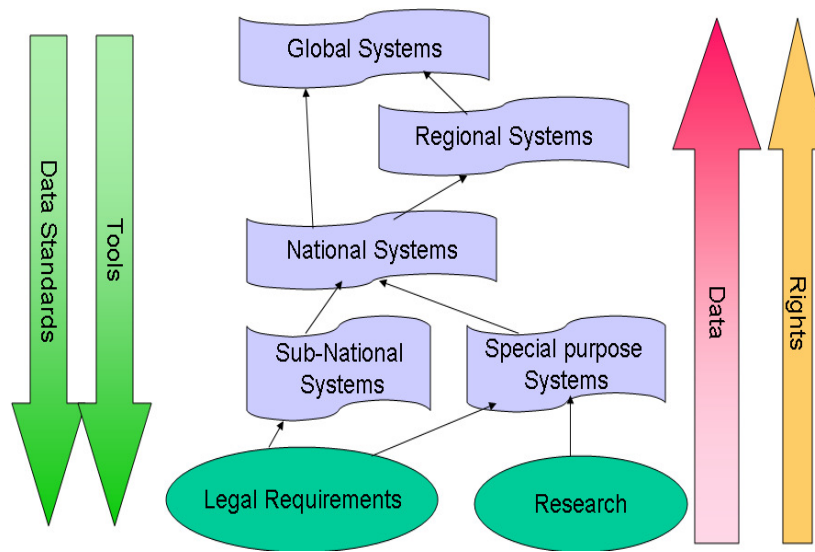 Global Systems
Regional Systems
Data Standards
Tools
National Systems
Data
Rights
Sub-National
Systems
Special purpose
Systems
Legal Requirements
Research